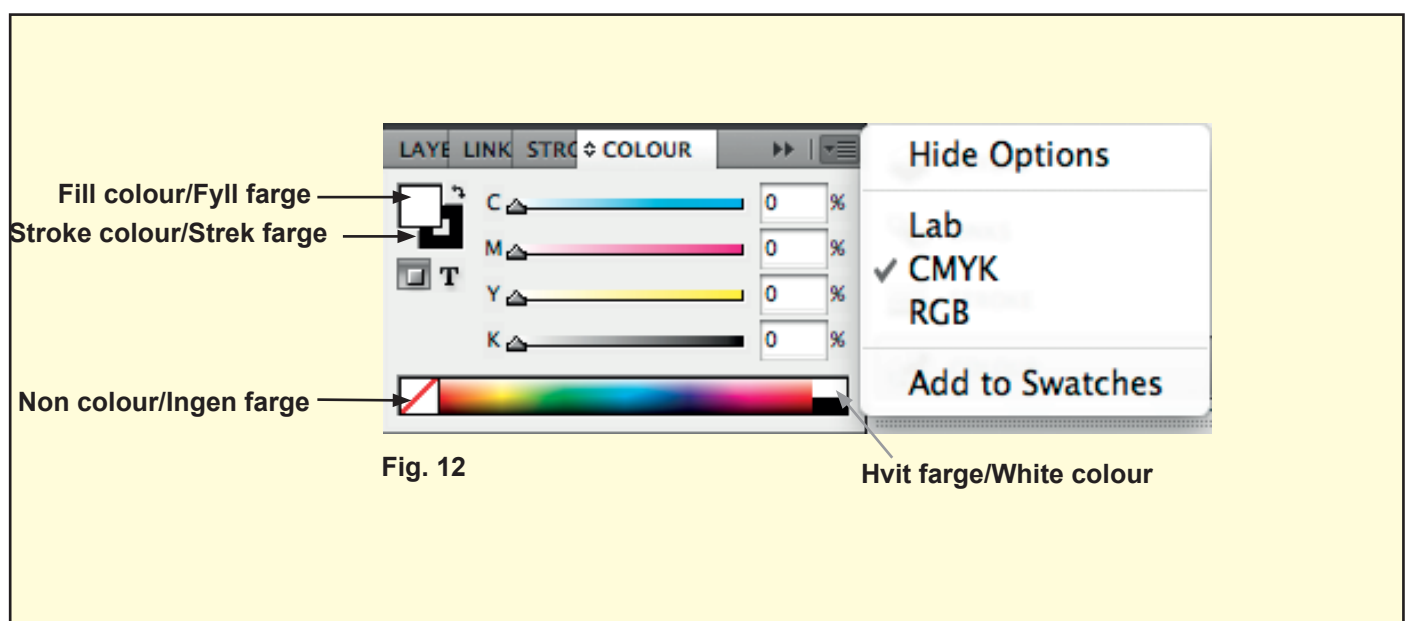 LAYE LINK STRO COLOUR
Hide Options
Fill colour/Fyll farge
C 0 %
Lab
Stroke colour/Strek farge
M 0 %
CMYK
T
Y 0 %
RGB
K 0 %
Add to Swatches
Non colour/Ingen farge
Fig. 12
Hvit farge/White colour